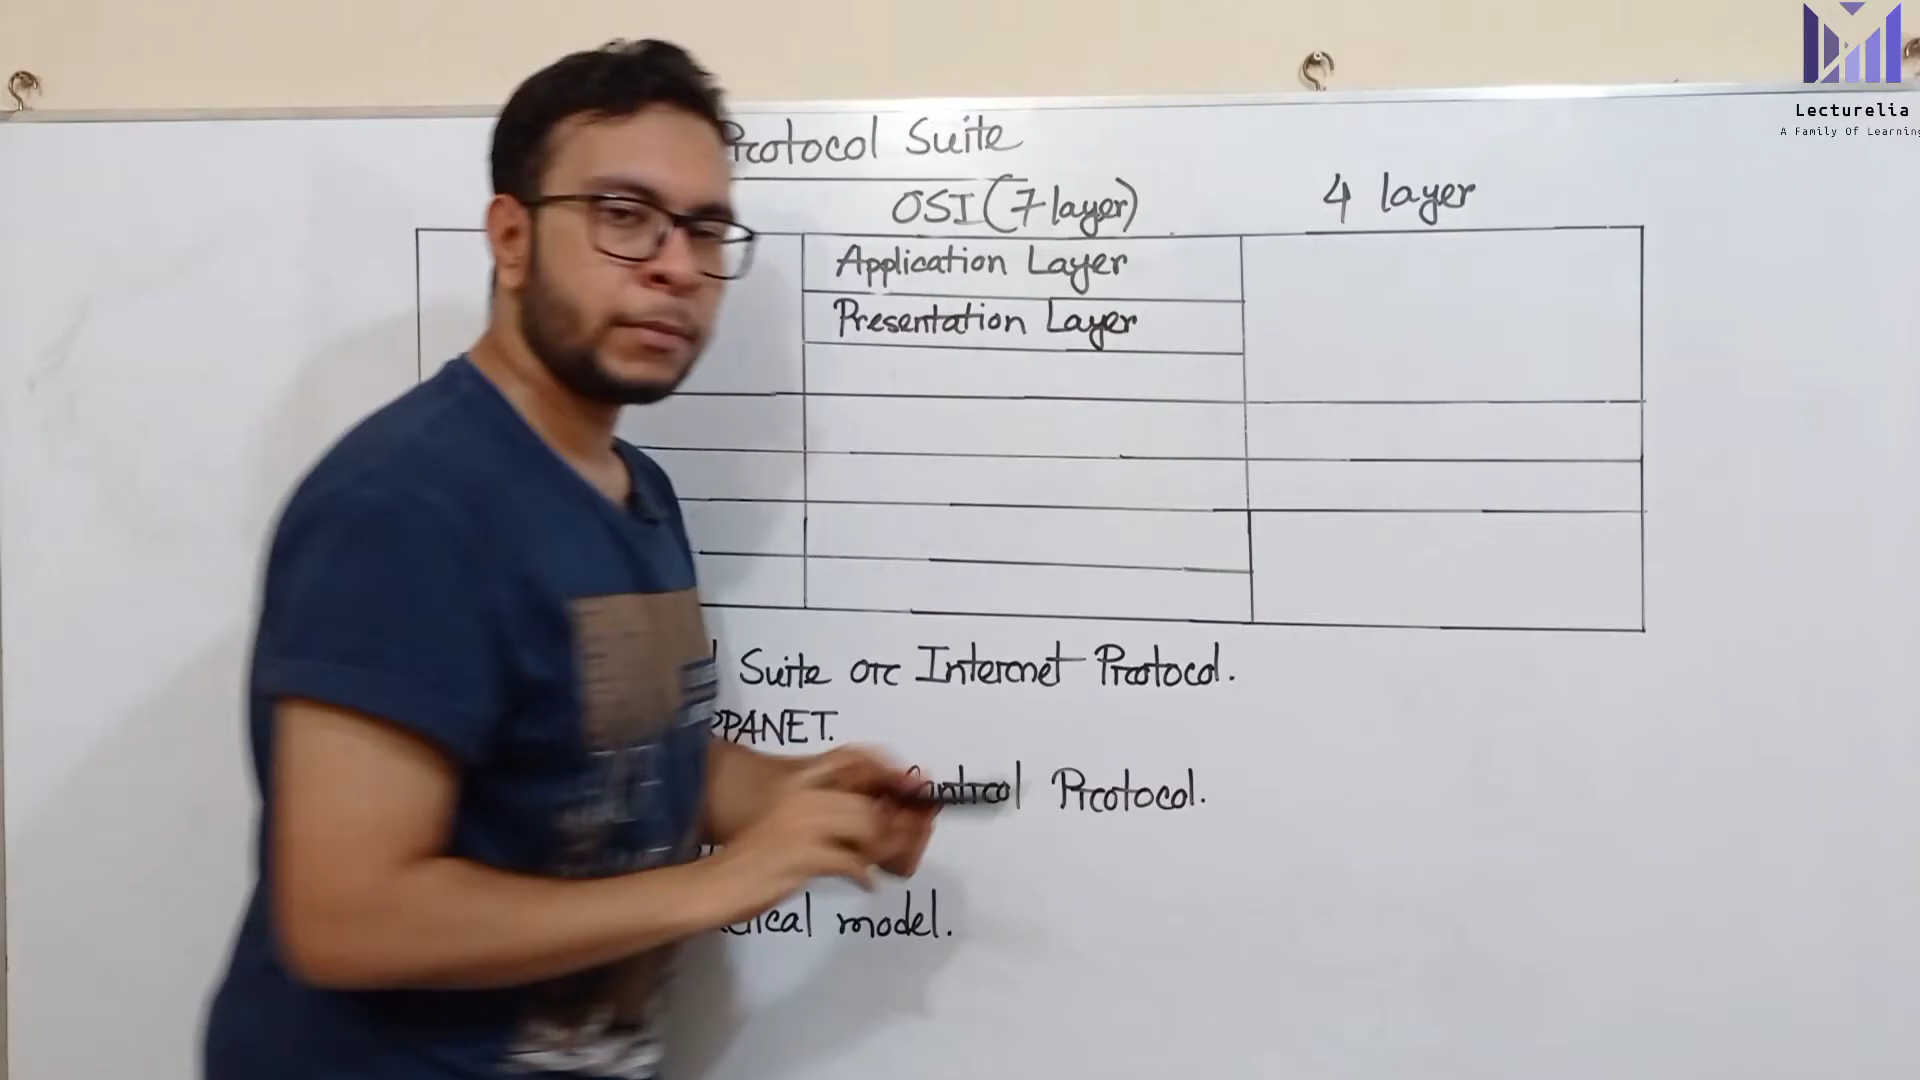 Protocol Suite
OSI (7 layer)
4 layer
Application Layer
Presentation Layer
Suite or Internet Protocol.
RPANET.
Control Protocol.
model.
Lecturelia
A Family Of Learning